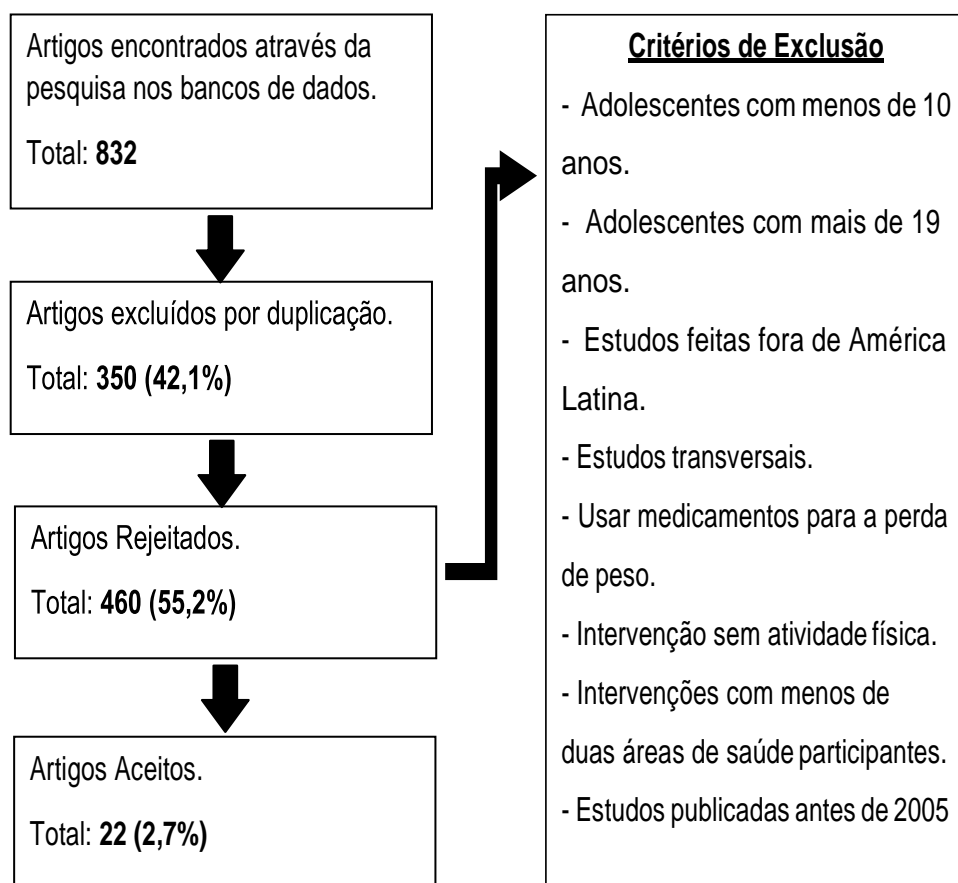 Artigos encontrados através da
pesquisa nos bancos de dados.
Total: 832
Artigos excluídos por duplicação.
Total: 350 (42,1%)
Artigos Rejeitados.
Total: 460 (55,2%)
Artigos Aceitos.
Total: 22 (2,7%)
Critérios de Exclusão
- Adolescentes com menos de 10
anos.
- Adolescentes com mais de 19
anos.
- Estudos feitas fora de América
Latina.
- Estudos transversais.
- Usar medicamentos para a perda
de peso.
- Intervenção sem atividade física.
- Intervenções com menos de
duas áreas de saúde participantes.
- Estudos publicadas antes de 2005